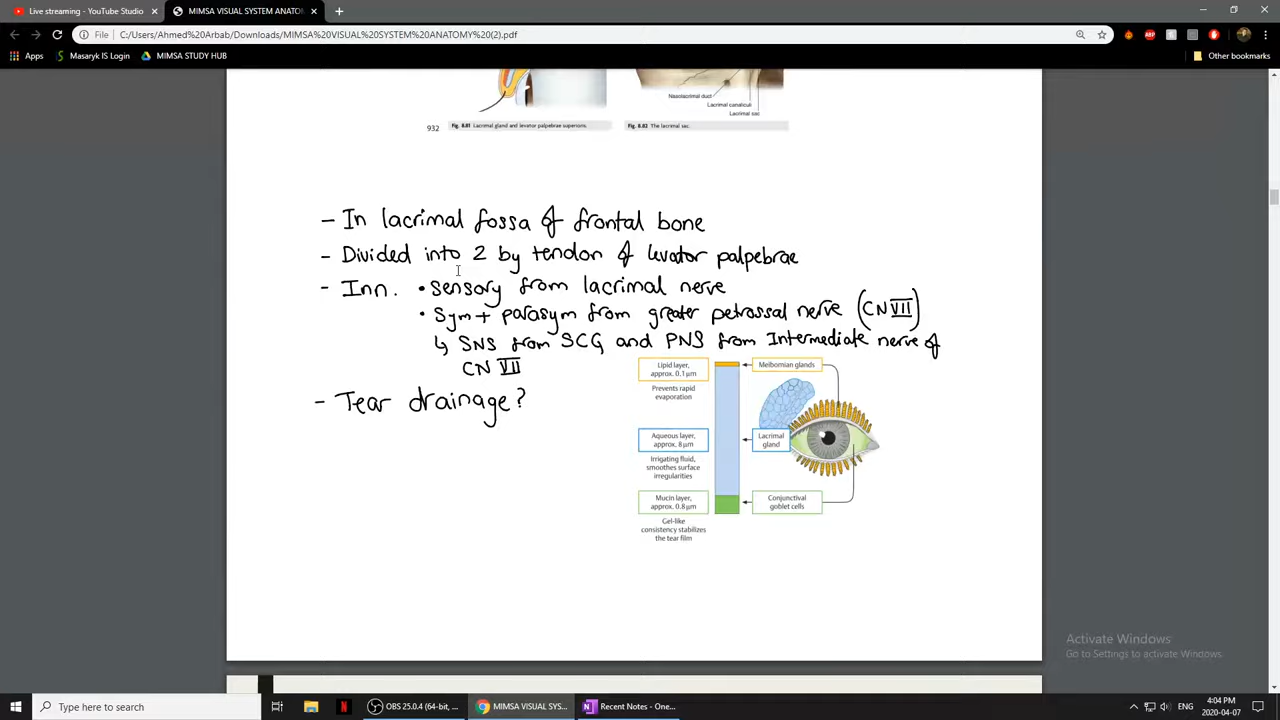 Live streaming - YouTube Studio
MIMSA VISUAL SYSTEM ANATOM
File
C:/Users/Ahmed%20Arbab/Downloads/MIMSA%20VISUAL%20SYSTEM%20ANATOMY%20(2).pdf
ABP
Apps
Masaryk IS Login
MIMSA STUDY HUB
Other bookmarks
Nasolacrimal duct
Lacrimal canaliculi
Lacrimal sac
932
Fig. 8.81 Lacrimal gland and levator palpebrae superioris.
Fig. 8.82 The lacrimal sac.
- In lacrimal fossa of frontal bone
- Divided into 2 by tendon of levator palpebrae
- Inn. • Sensory from lacrimal nerve
• Sym + parasym from greater petrossal nerve (CN VII)
↳ SNS from SCG and PNS from Intermediate nerve of
CN VII
- Tear drainage?
Lipid layer,
approx. 0.1 μm
Prevents rapid
evaporation
Meibomian glands
Aqueous layer,
approx. 8 μm
Irrigating fluid,
smoothes surface
irregularities
Lacrimal
gland
Mucin layer,
approx. 0.8 μm
Gel-like
consistency stabilizes
the tear film
Conjunctival
goblet cells
Activate Windows
Go to Settings to activate Windows.
Type here to search
OBS 25.0.4 (64-bit, ...
MIMSA VISUAL SYS...
Recent Notes - One...
4:04 PM
2020-04-07